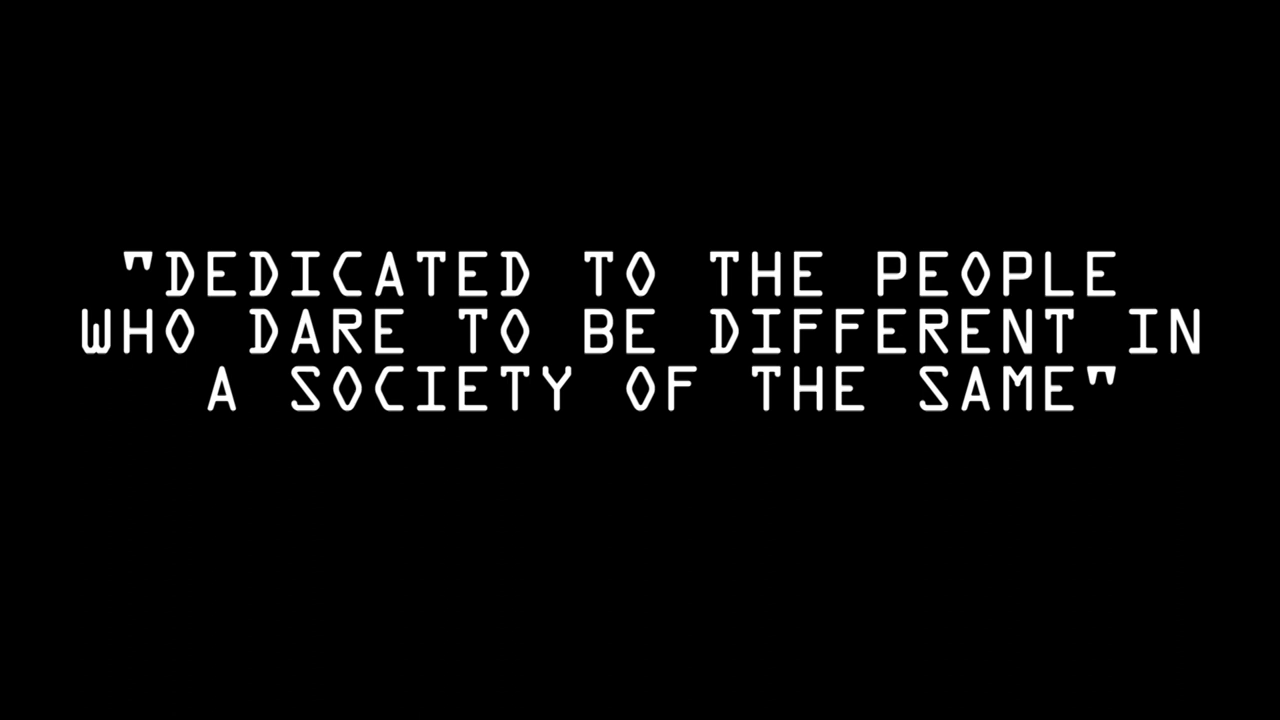 "DEDICATED TO THE PEOPLE
WHO DARE TO BE DIFFERENT IN
A SOCIETY OF THE SAME"